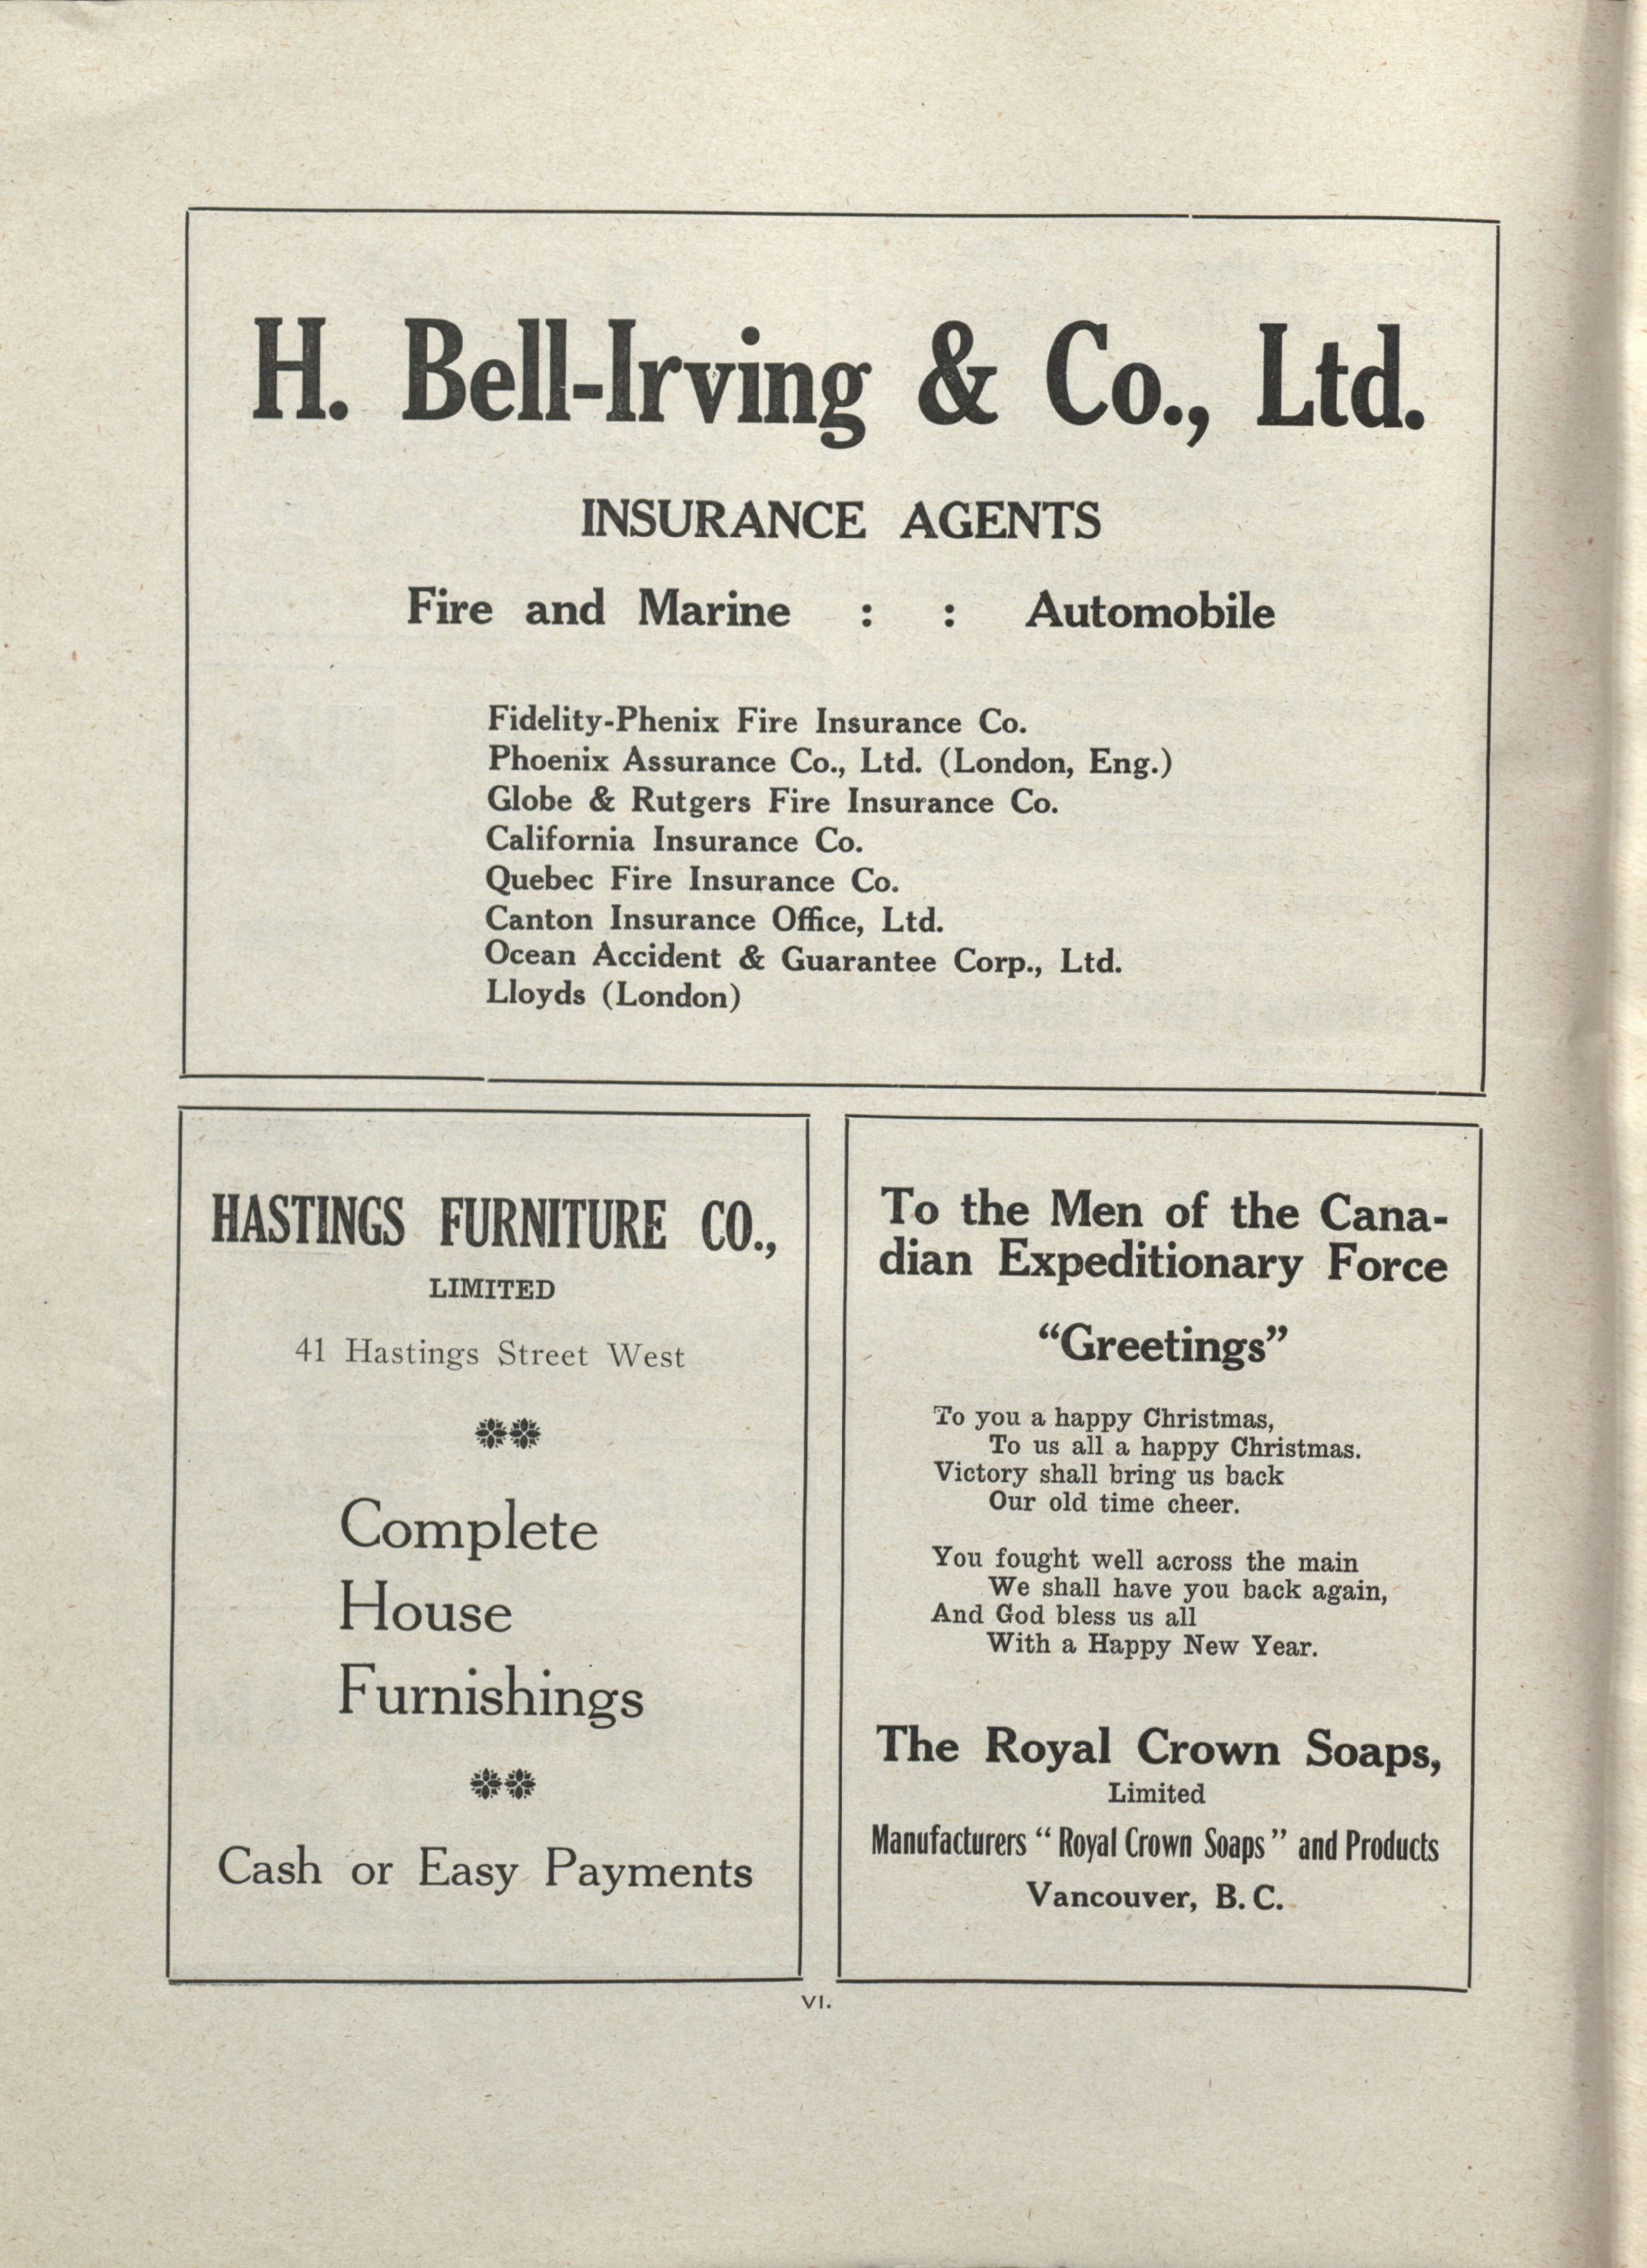 H. Bell-Irving & Co., Ltd.
INSURANCE AGENTS
Fire and Marine : : Automobile
Fidelity-Phenix Fire Insurance Co.
Phoenix Assurance Co., Ltd. (London, Eng.)
Globe & Rutgers Fire Insurance Co.
California Insurance Co.
Quebec Fire Insurance Co.
Canton Insurance Office, Ltd.
Ocean Accident & Guarantee Corp., Ltd.
Lloyds (London)
HASTINGS FURNITURE CO.,
LIMITED
41 Hastings Street West
Complete
House
Furnishings
Cash or Easy Payments
To the Men of the Cana-
dian Expeditionary Force
“Greetings”
To you a happy Christmas,
To us all a happy Christmas.
Victory shall bring us back
Our old time cheer.
You fought well across the main
We shall have you back again,
And God bless us all
With a Happy New Year.
The Royal Crown Soaps,
Limited
Manufacturers “Royal Crown Soaps” and Products
Vancouver, B. C.
VI.